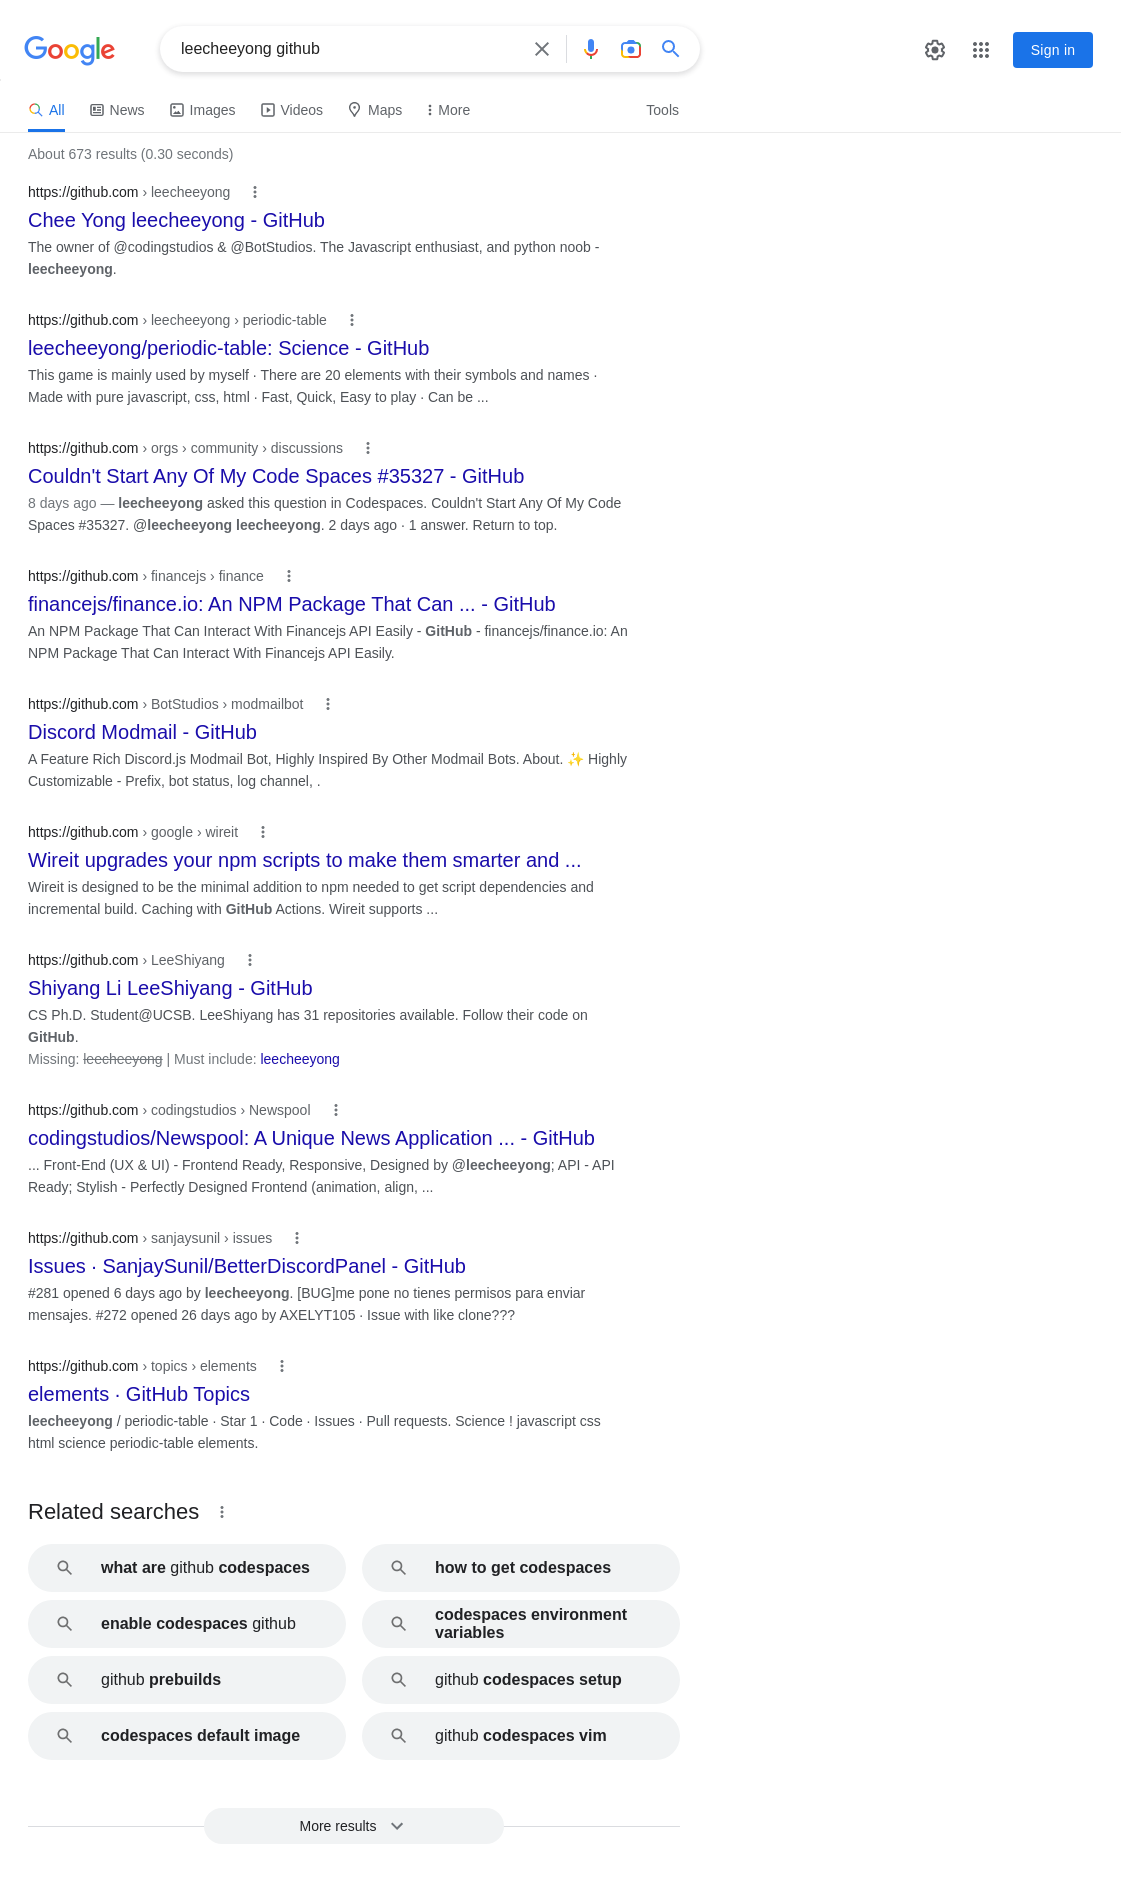 Google
leecheeyong github
Sign in
All News Images Videos Maps More Tools
About 673 results (0.30 seconds)
https://github.com › leecheeyong
Chee Yong leecheeyong - GitHub
The owner of @codingstudios & @BotStudios. The Javascript enthusiast, and python noob -
leecheeyong.
https://github.com › leecheeyong › periodic-table
leecheeyong/periodic-table: Science - GitHub
This game is mainly used by myself · There are 20 elements with their symbols and names ·
Made with pure javascript, css, html · Fast, Quick, Easy to play · Can be ...
https://github.com › orgs › community › discussions
Couldn't Start Any Of My Code Spaces #35327 - GitHub
8 days ago — leecheeyong asked this question in Codespaces. Couldn't Start Any Of My Code
Spaces #35327. @leecheeyong leecheeyong. 2 days ago · 1 answer. Return to top.
https://github.com › financejs › finance
financejs/finance.io: An NPM Package That Can ... - GitHub
An NPM Package That Can Interact With Financejs API Easily - GitHub - financejs/finance.io: An
NPM Package That Can Interact With Financejs API Easily.
https://github.com › BotStudios › modmailbot
Discord Modmail - GitHub
A Feature Rich Discord.js Modmail Bot, Highly Inspired By Other Modmail Bots. About. ✨ Highly
Customizable - Prefix, bot status, log channel, .
https://github.com › google › wireit
Wireit upgrades your npm scripts to make them smarter and ...
Wireit is designed to be the minimal addition to npm needed to get script dependencies and
incremental build. Caching with GitHub Actions. Wireit supports ...
https://github.com › LeeShiyang
Shiyang Li LeeShiyang - GitHub
CS Ph.D. Student@UCSB. LeeShiyang has 31 repositories available. Follow their code on
GitHub.
Missing: leecheeyong | Must include: leecheeyong
https://github.com › codingstudios › Newspool
codingstudios/Newspool: A Unique News Application ... - GitHub
... Front-End (UX & UI) - Frontend Ready, Responsive, Designed by @leecheeyong; API - API
Ready; Stylish - Perfectly Designed Frontend (animation, align, ...
https://github.com › sanjaysunil › issues
Issues · SanjaySunil/BetterDiscordPanel - GitHub
#281 opened 6 days ago by leecheeyong. [BUG]me pone no tienes permisos para enviar
mensajes. #272 opened 26 days ago by AXELYT105 · Issue with like clone???
https://github.com › topics › elements
elements · GitHub Topics
leecheeyong / periodic-table · Star 1 · Code · Issues · Pull requests. Science ! javascript css
html science periodic-table elements.
Related searches
what are github codespaces
how to get codespaces
enable codespaces github
codespaces environment
variables
github prebuilds
github codespaces setup
codespaces default image
github codespaces vim
More results